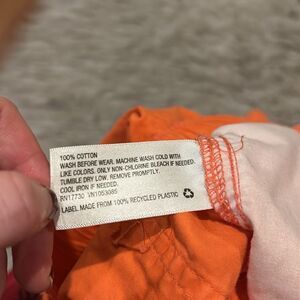 100% COTTON
WASH BEFORE WEAR. MACHINE WASH COLD WITH
LIKE COLORS. ONLY NON-CHLORINE BLEACH IF NEEDED.
TUMBLE DRY LOW. REMOVE PROMPTLY.
COOL IRON IF NEEDED.
RN17730 VN1053085
LABEL MADE FROM 100% RECYCLED PLASTIC